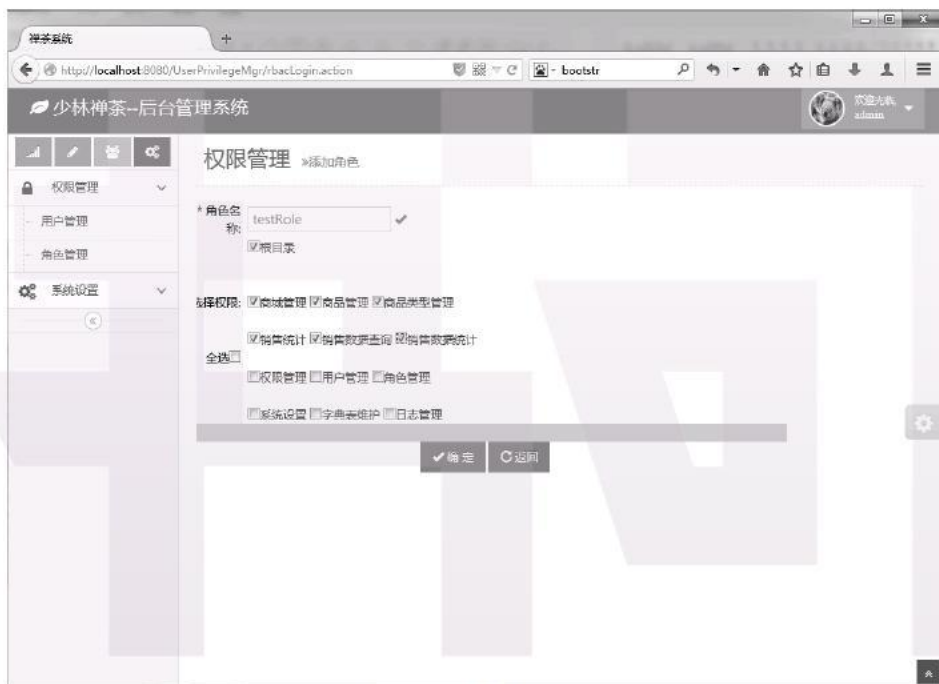 禅茶系统
+
http://localhost:8080/UserPrivilegeMgr/rbacLogin.action
bootstr
少林禅茶--后台管理系统
admin
权限管理 »添加角色
权限管理
用户管理
角色管理
系统设置
* 角色名称:
testRole
根目录
选择权限: 商城管理 商品管理 商品类型管理
销售统计 销售数据查询 销售数据统计
全选
权限管理 用户管理 角色管理
系统设置 字典表维护 日志管理
确定 返回